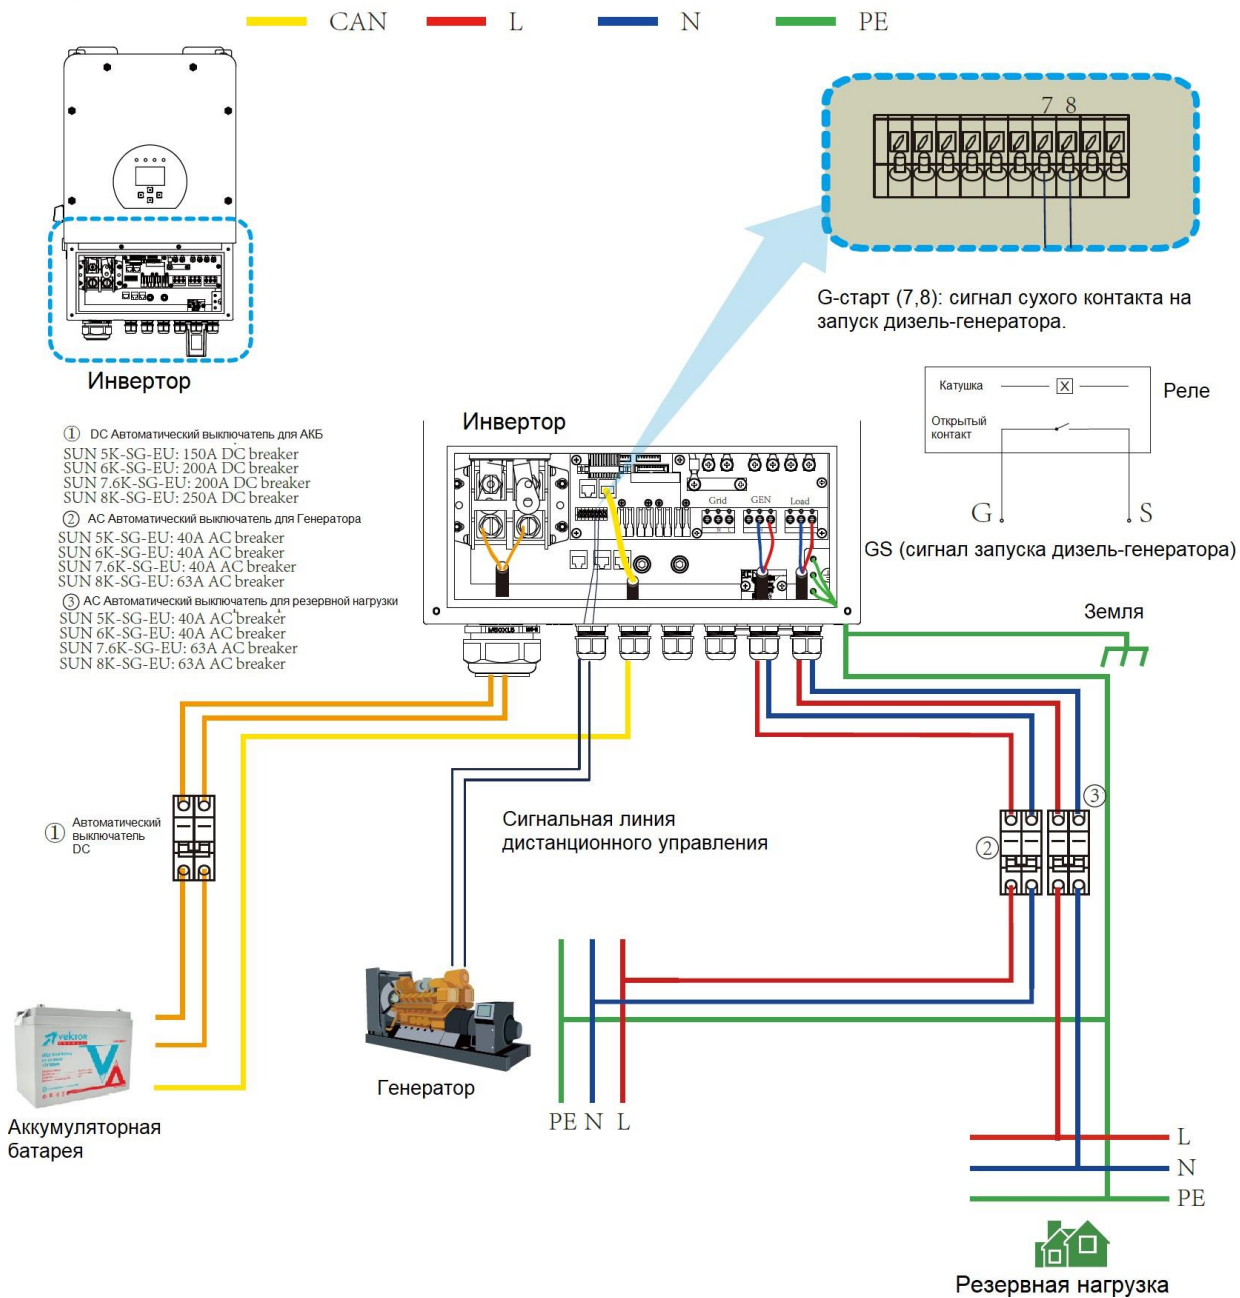 CAN L N PE
7 8
G-старт (7,8): сигнал сухого контакта на
запуск дизель-генератора.
Инвертор
Катушка
X
Реле
Открытый
контакт
G S
GS (сигнал запуска дизель-генератора)
① DC Автоматический выключатель для АКБ
SUN 5K-SG-EU: 150A DC breaker
SUN 6K-SG-EU: 200A DC breaker
SUN 7.6K-SG-EU: 200A DC breaker
SUN 8K-SG-EU: 250A DC breaker
② AC Автоматический выключатель для Генератора
SUN 5K-SG-EU: 40A AC breaker
SUN 6K-SG-EU: 40A AC breaker
SUN 7.6K-SG-EU: 40A AC breaker
SUN 8K-SG-EU: 63A AC breaker
③ AC Автоматический выключатель для резервной нагрузки
SUN 5K-SG-EU: 40A AC breaker
SUN 6K-SG-EU: 40A AC breaker
SUN 7.6K-SG-EU: 63A AC breaker
SUN 8K-SG-EU: 63A AC breaker
Инвертор
Grid GEN Load
Земля
① Автоматический
выключатель
DC
Сигнальная линия
дистанционного управления
②
③
Генератор
PE N L
Аккумуляторная
батарея
L
N
PE
Резервная нагрузка